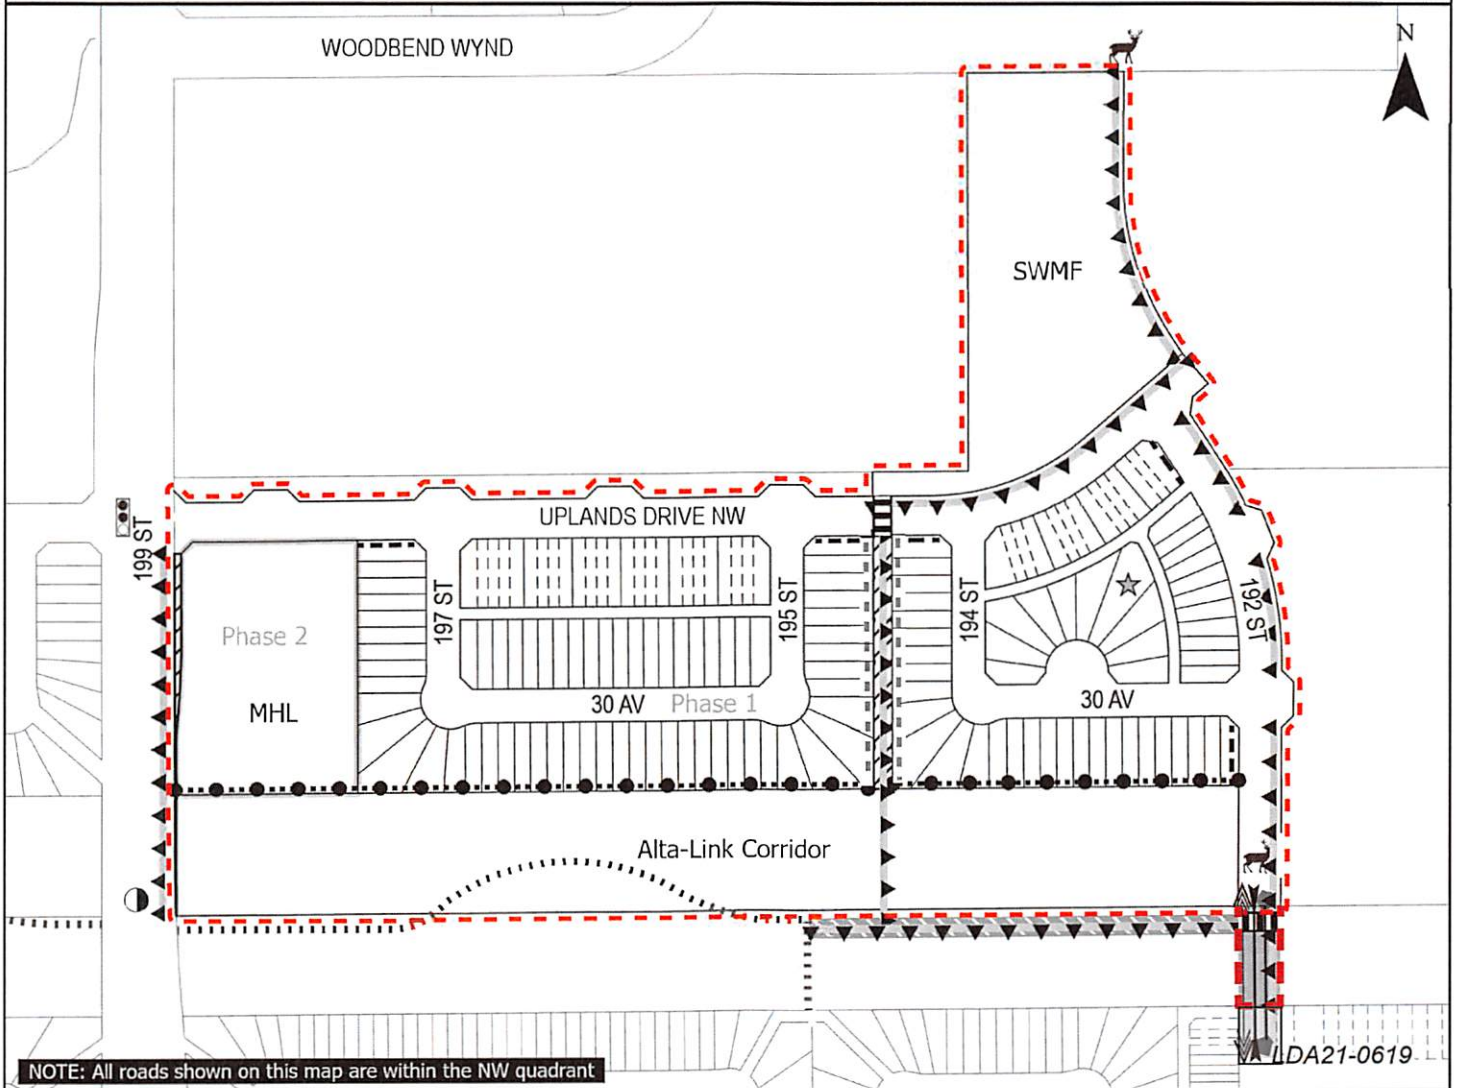 WOODBEND WYND
N
SWMF
UPLANDS DRIVE NW
199 ST
197 ST
195 ST
194 ST
192 ST
Phase 2
MHL
30 AV
Phase 1
30 AV
Alta-Link Corridor
LDA21-0619
NOTE: All roads shown on this map are within the NW quadrant